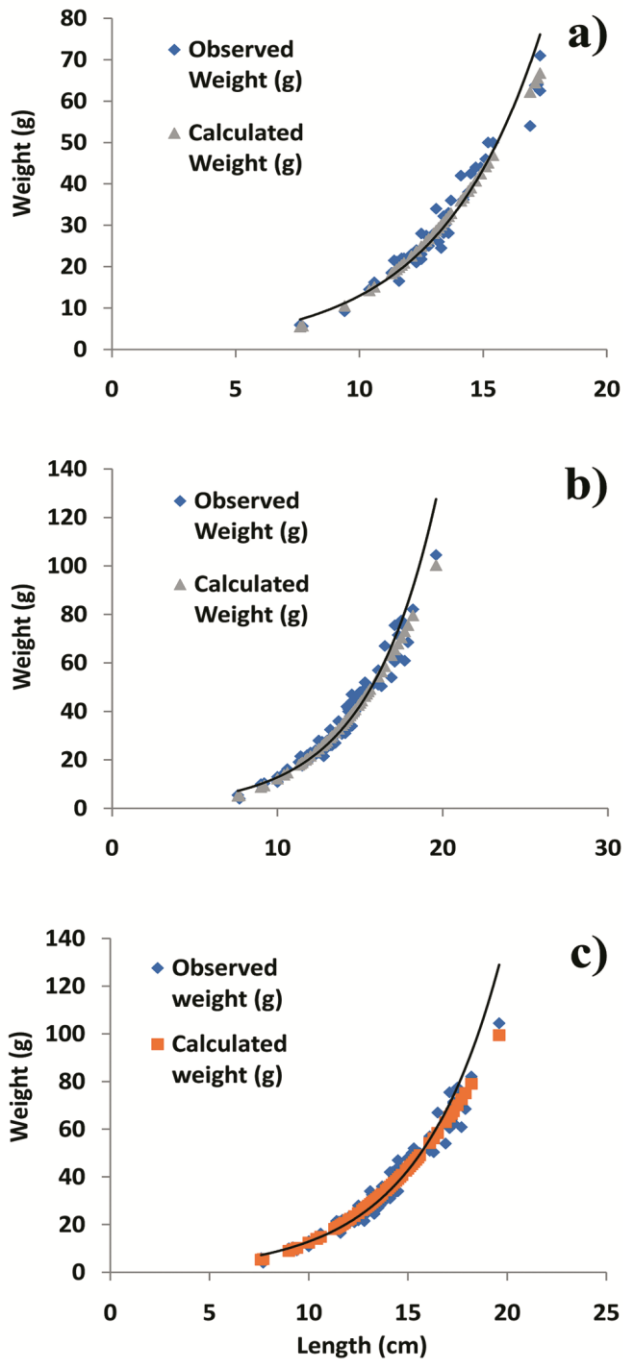 a)
Observed
Weight (g)
Calculated
Weight (g)
Weight (g)
80
70
60
50
40
30
20
10
0
0 5 10 15 20
b)
Observed
Weight (g)
Calculated
Weight (g)
Weight (g)
140
120
100
80
60
40
20
0
0 10 20 30
c)
Observed
weight (g)
Calculated
weight (g)
Weight (g)
140
120
100
80
60
40
20
0
0 5 10 15 20 25
Length (cm)